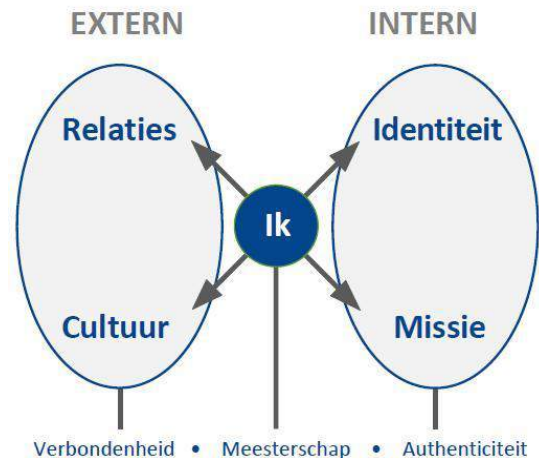 EXTERN INTERN
Relaties Identiteit
Ik
Cultuur Missie
Verbondenheid • Meesterschap • Authenticiteit